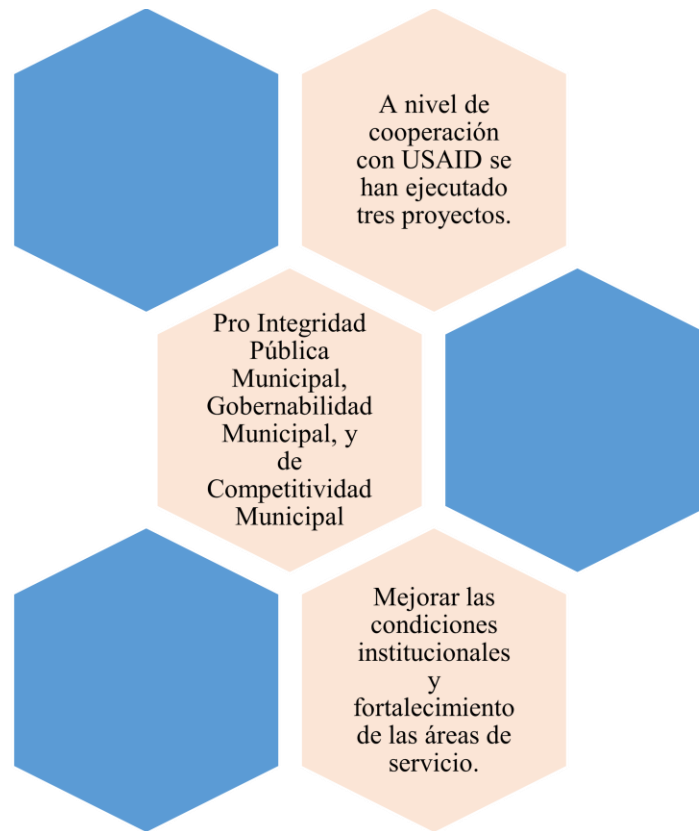 A nivel de
cooperación
con USAID se
han ejecutado
tres proyectos.
Pro Integridad
Pública
Municipal,
Gobernabilidad
Municipal, y
de
Competitividad
Municipal
Mejorar las
condiciones
institucionales
y
fortalecimiento
de las áreas de
servicio.